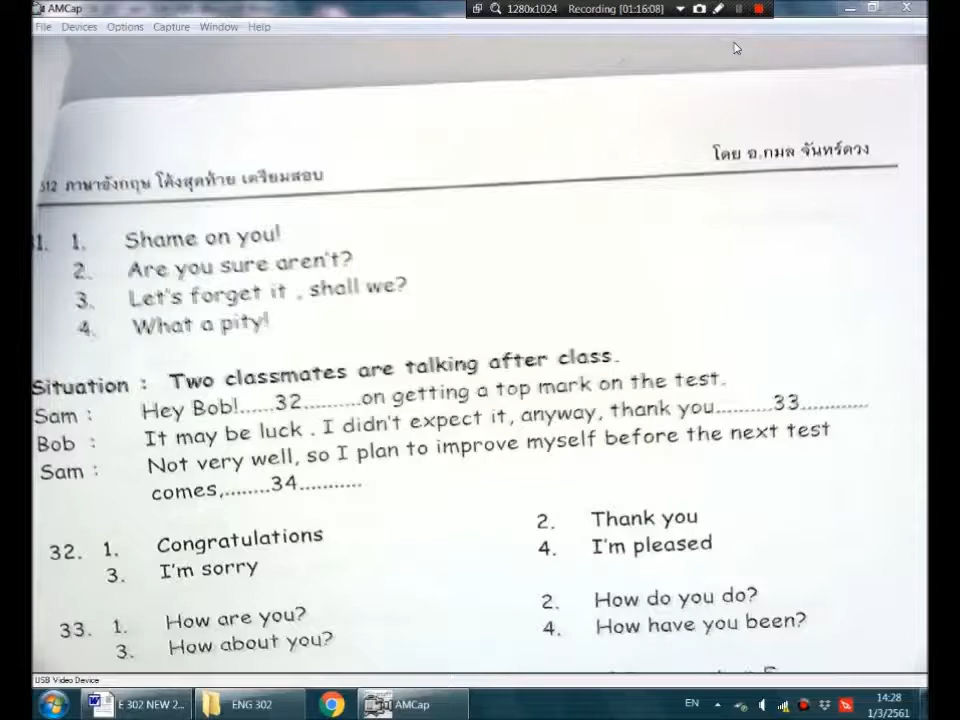 AMCap
1280x1024 Recording [01:16:08]
File Devices Options Capture Window Help
โดย อ.กมล จันทร์ดวง
512 ภาษาอังกฤษ โค้งสุดท้าย เตรียมสอบ
1. 1. Shame on you!
2. Are you sure aren't?
3. Let's forget it , shall we?
4. What a pity!
Situation : Two classmates are talking after class.
Sam : Hey Bob!......32.........on getting a top mark on the test.
Bob : It may be luck . I didn't expect it, anyway, thank you.........33............
Sam : Not very well, so I plan to improve myself before the next test
comes,........34...........
32. 1. Congratulations 2. Thank you
3. I'm sorry 4. I'm pleased
33. 1. How are you? 2. How do you do?
3. How about you? 4. How have you been?
USB Video Device
E 302 NEW 2... ENG 302 AMCap EN 14:28
1/3/2561